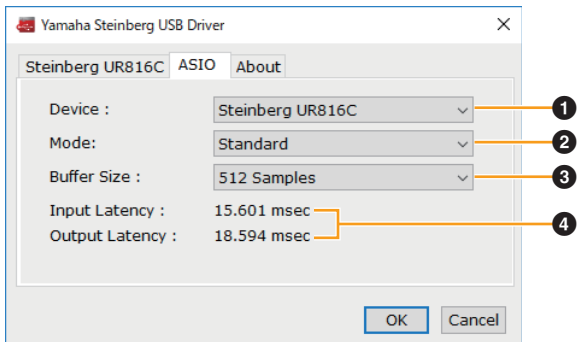 Yamaha Steinberg USB Driver
Steinberg UR816C ASIO About
Device : Steinberg UR816C 1
Mode: Standard 2
Buffer Size : 512 Samples 3
Input Latency : 15.601 msec
4
Output Latency : 18.594 msec
OK Cancel